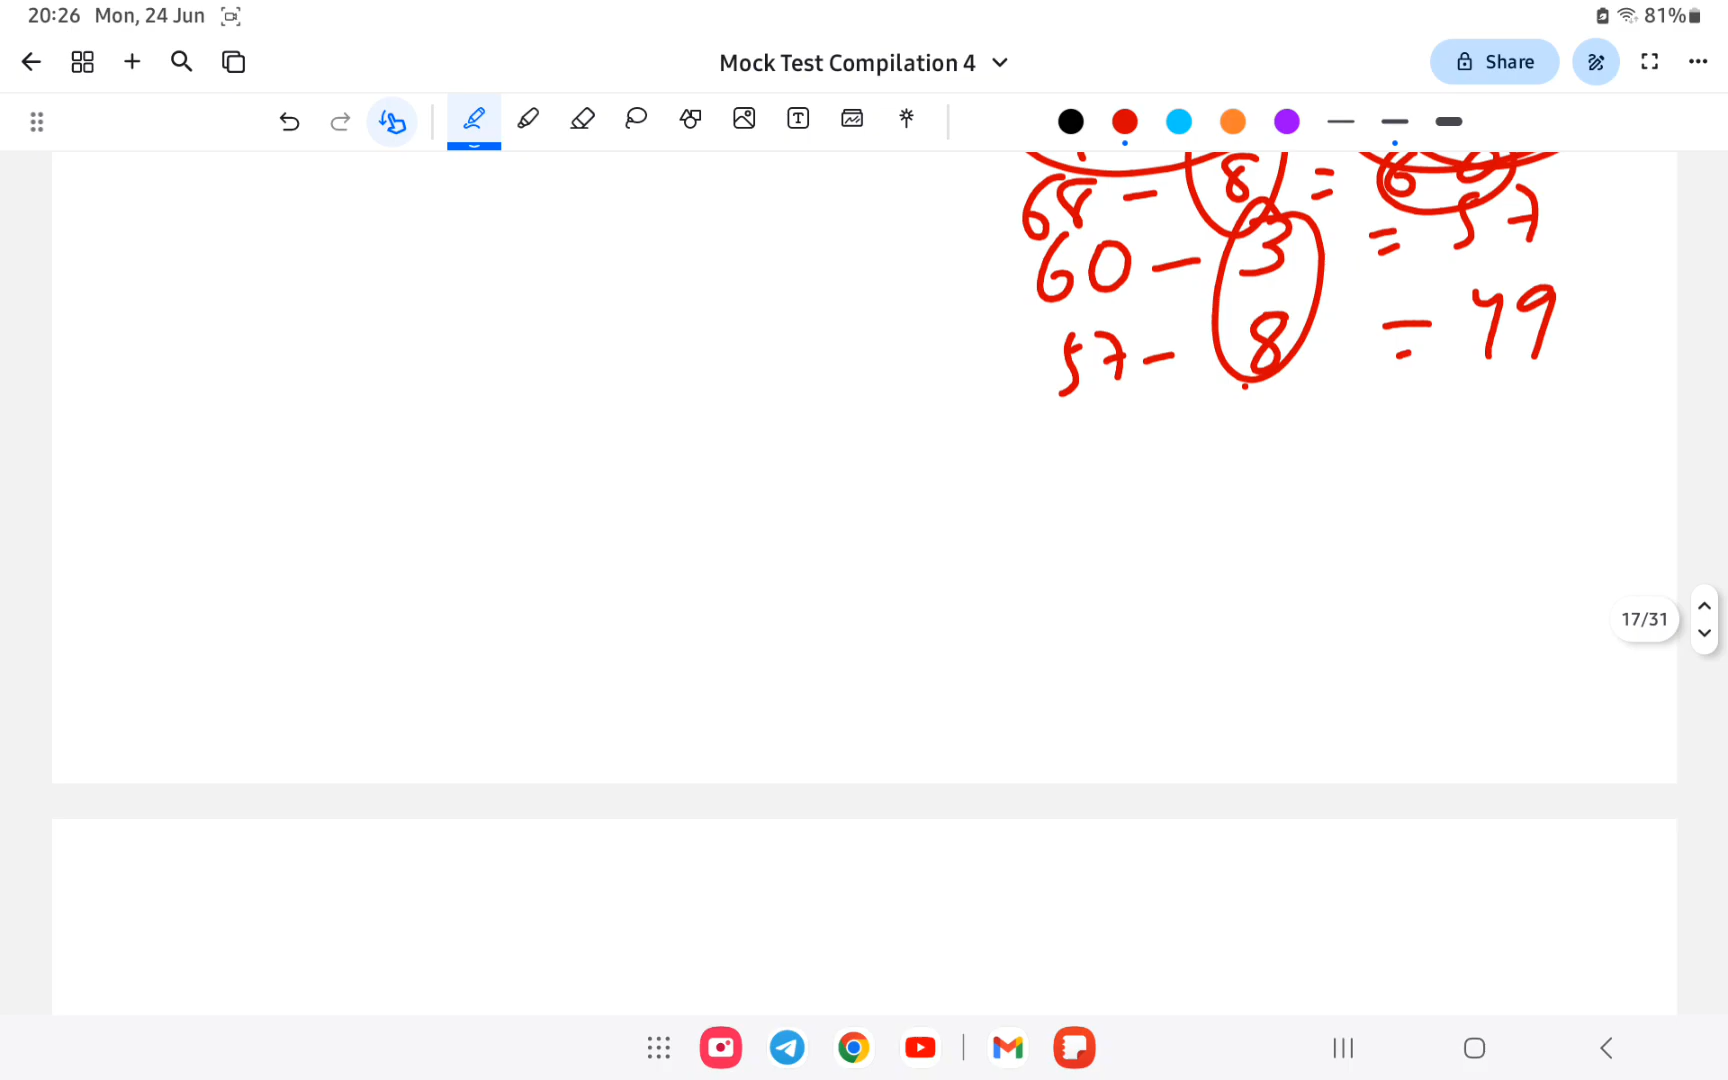 20:26 Mon, 24 Jun 81%
Mock Test Compilation 4
Share
68 - 8 = 60
60 - 3 = 57
57 - 8 = 49
17/31